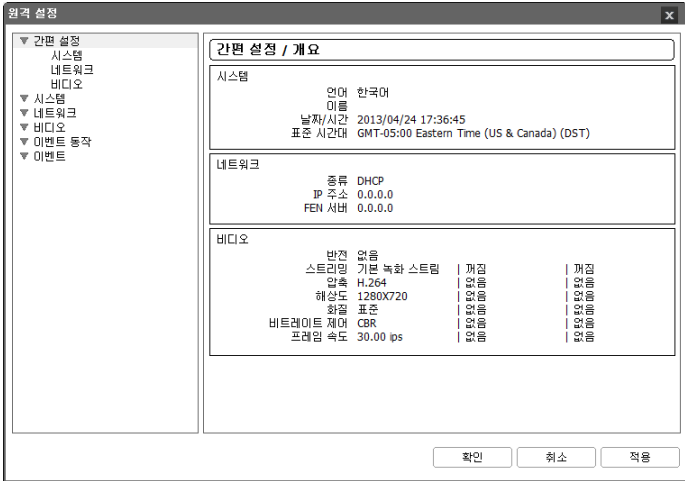 원격 설정
x
간편 설정
시스템
네트워크
비디오
시스템
네트워크
비디오
이벤트 동작
이벤트
간편 설정 / 개요
시스템
언어 한국어
이름
날짜/시간 2013/04/24 17:36:45
표준 시간대 GMT-05:00 Eastern Time (US & Canada) (DST)
네트워크
종류 DHCP
IP 주소 0.0.0.0
FEN 서버 0.0.0.0
비디오
반전 없음
스트리밍 기본 녹화 스트림 | 꺼짐 | 꺼짐
압축 H.264 | 없음 | 없음
해상도 1280X720 | 없음 | 없음
화질 표준 | 없음 | 없음
비트레이트 제어 CBR | 없음 | 없음
프레임 속도 30.00 ips | 없음 | 없음
확인 취소 적용